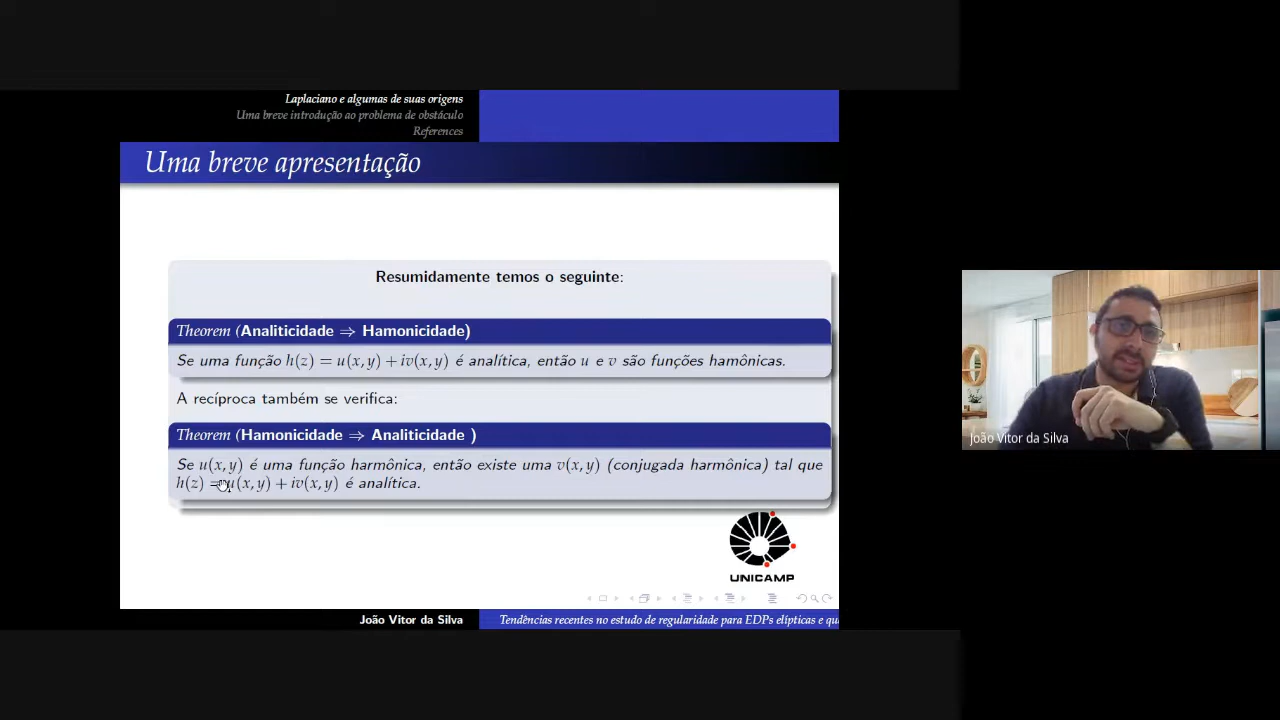 Laplaciano e algumas de suas origens
Uma breve introdução ao problema de obstáculo
References
Uma breve apresentação
Resumidamente temos o seguinte:
Theorem (Analiticidade ⇒ Hamonicidade)
Se uma função h(z) = u(x, y) + iv(x, y) é analítica, então u e v são funções hamônicas.
A recíproca também se verifica:
Theorem (Hamonicidade ⇒ Analiticidade )
Se u(x, y) é uma função harmônica, então existe uma v(x, y) (conjugada harmônica) tal que
h(z) = u(x, y) + iv(x, y) é analítica.
UNICAMP
João Vitor da Silva
Tendências recentes no estudo de regularidade para EDPs elípticas e
João Vitor da Silva